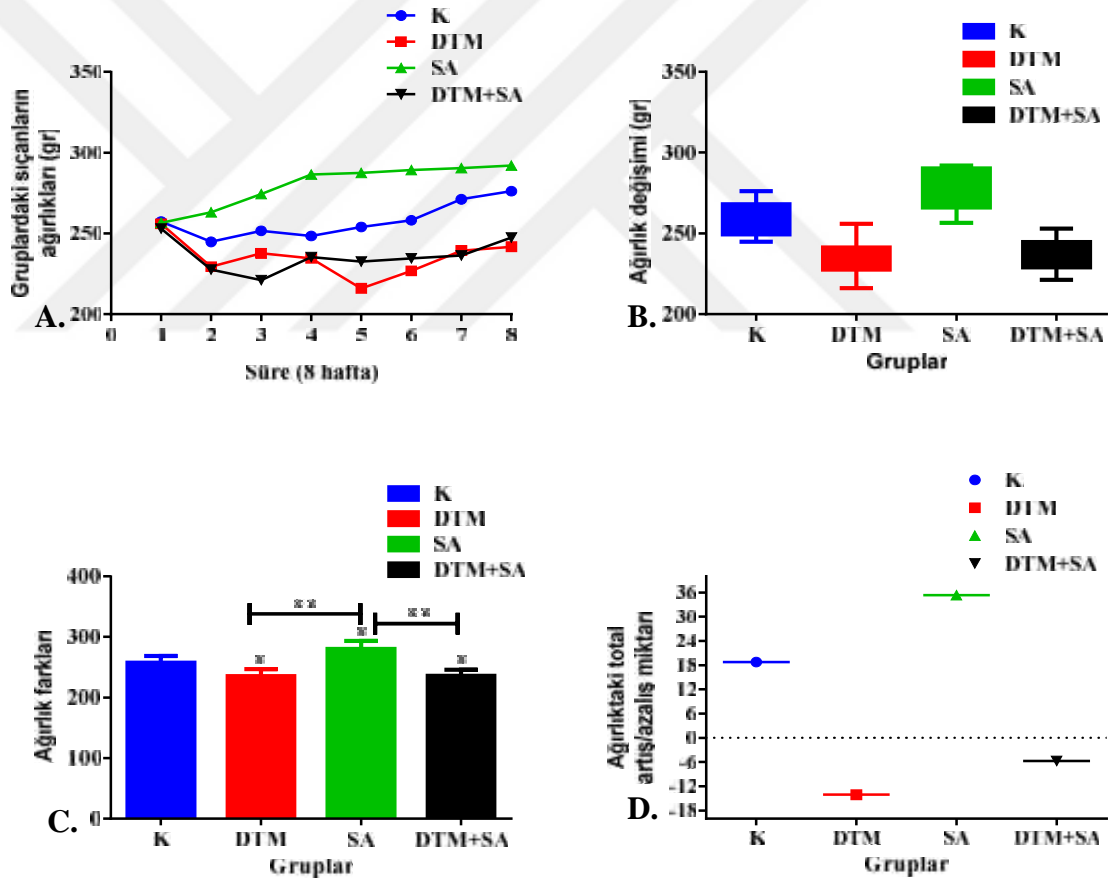 K
DTM
SA
DTM+SA
350
300
250
200
Gruplardaki sıçanların
ağırlıkları (gr)
A.
0 1 2 3 4 5 6 7 8
Süre (8 hafta)
K
DTM
SA
DTM+SA
350
300
250
200
Ağırlık değişimi (gr)
B.
K DTM SA DTM+SA
Gruplar
K
DTM
SA
DTM+SA
400
300
200
100
0
Ağırlık farkları
** **
* * *
C.
K DTM SA DTM+SA
Gruplar
K
DTM
SA
DTM+SA
36
30
24
18
12
6
0
-6
-12
-18
Ağırlıktaki total
artış/azalış miktarı
D.
K DTM SA DTM+SA
Gruplar